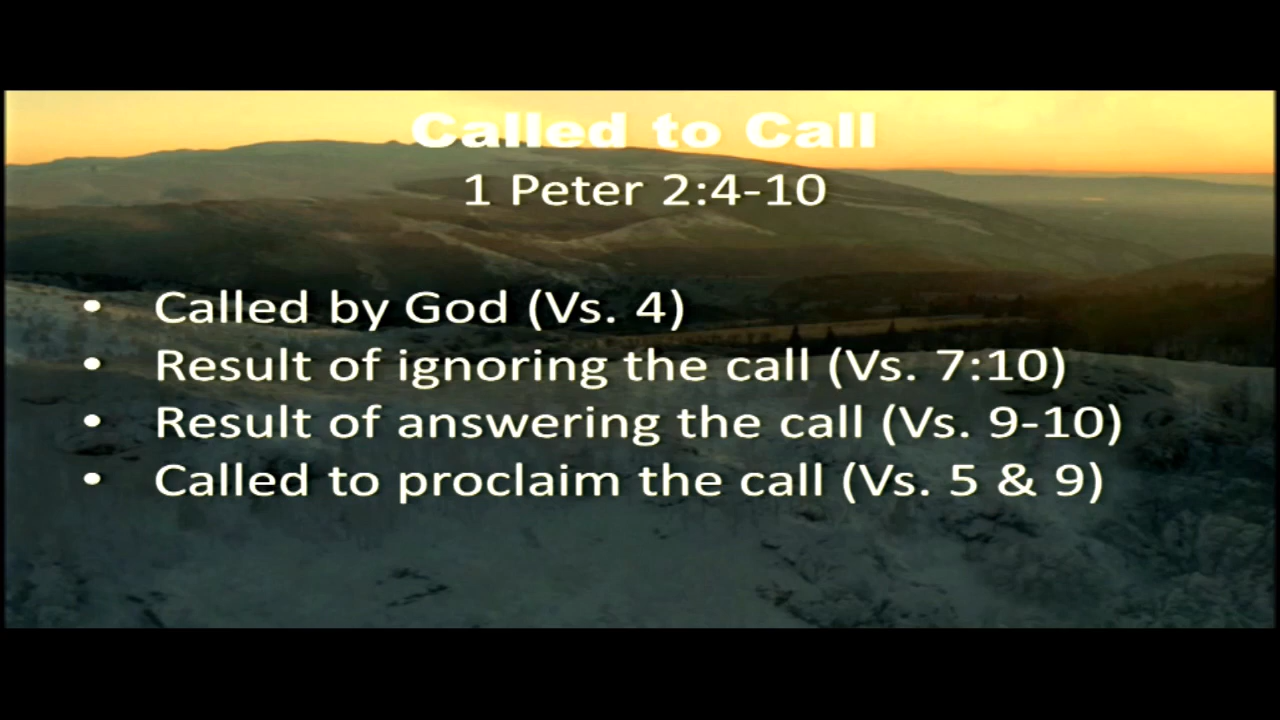 Called to Call
1 Peter 2:4-10
• Called by God (Vs. 4)
• Result of ignoring the call (Vs. 7:10)
• Result of answering the call (Vs. 9-10)
• Called to proclaim the call (Vs. 5 & 9)